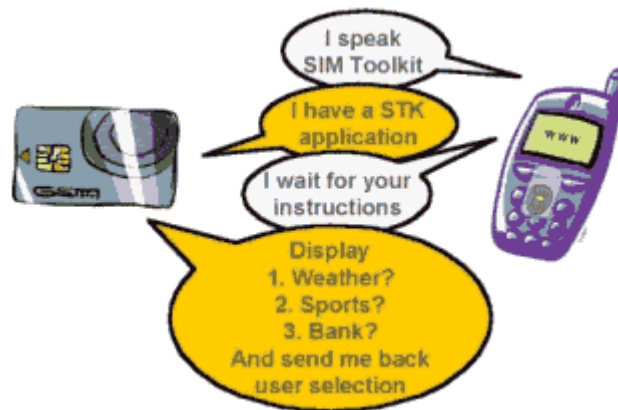 I speak
SIM Toolkit
I have a STK
application
www
I wait for your
instructions
GSM
Display
1. Weather?
2. Sports?
3. Bank?
And send me back
user selection